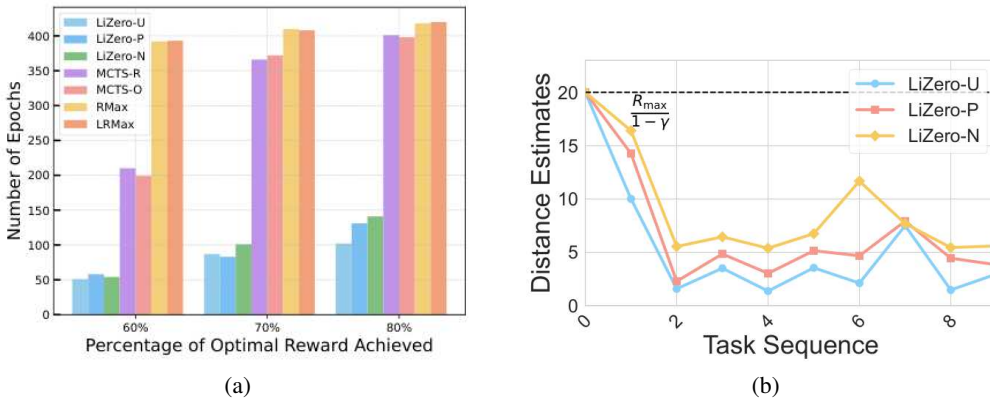 LiZero-U
LiZero-P
LiZero-N
MCTS-R
MCTS-O
RMax
LRMax
Number of Epochs
400
350
300
250
200
150
100
50
0
60%
70%
80%
Percentage of Optimal Reward Achieved
(a)
LiZero-U
LiZero-P
LiZero-N
R_max
1 − γ
Distance Estimates
20
15
10
5
0
0
2
4
6
8
Task Sequence
(b)